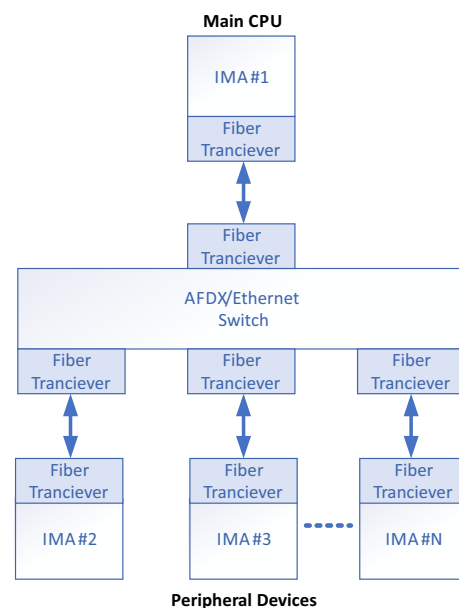 Main CPU
IMA#1
Fiber
Tranciever
Fiber
Tranciever
AFDX/Ethernet
Switch
Fiber
Tranciever
Fiber
Tranciever
Fiber
Tranciever
Fiber
Tranciever
Fiber
Tranciever
Fiber
Tranciever
IMA#2
IMA#3
IMA#N
Peripheral Devices